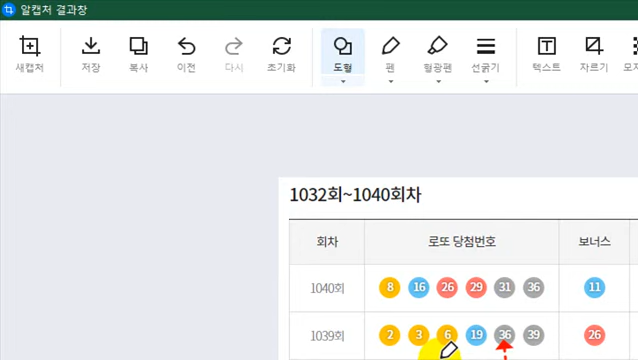 알캡처 결과창
새캡처 저장 복사 이전 다시 초기화 도형 펜 형광펜 선굵기 텍스트 자르기
1032회~1040회차
회차 로또 당첨번호 보너스
1040회 8 16 26 29 31 36 11
1039회 2 3 6 19 36 39 26